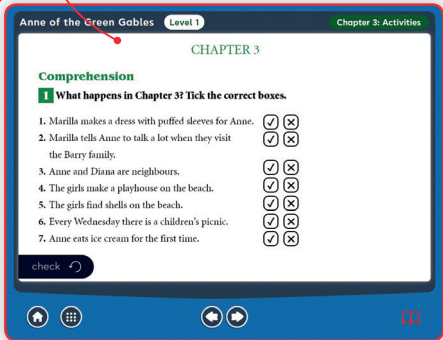 Anne of the Green Gables Level 1 Chapter 3: Activities
CHAPTER 3
Comprehension
1 What happens in Chapter 3? Tick the correct boxes.
1. Marilla makes a dress with puffed sleeves for Anne.
2. Marilla tells Anne to talk a lot when they visit
the Barry family.
3. Anne and Diana are neighbours.
4. The girls make a playhouse on the beach.
5. The girls find shells on the beach.
6. Every Wednesday there is a children's picnic.
7. Anne eats ice cream for the first time.
check